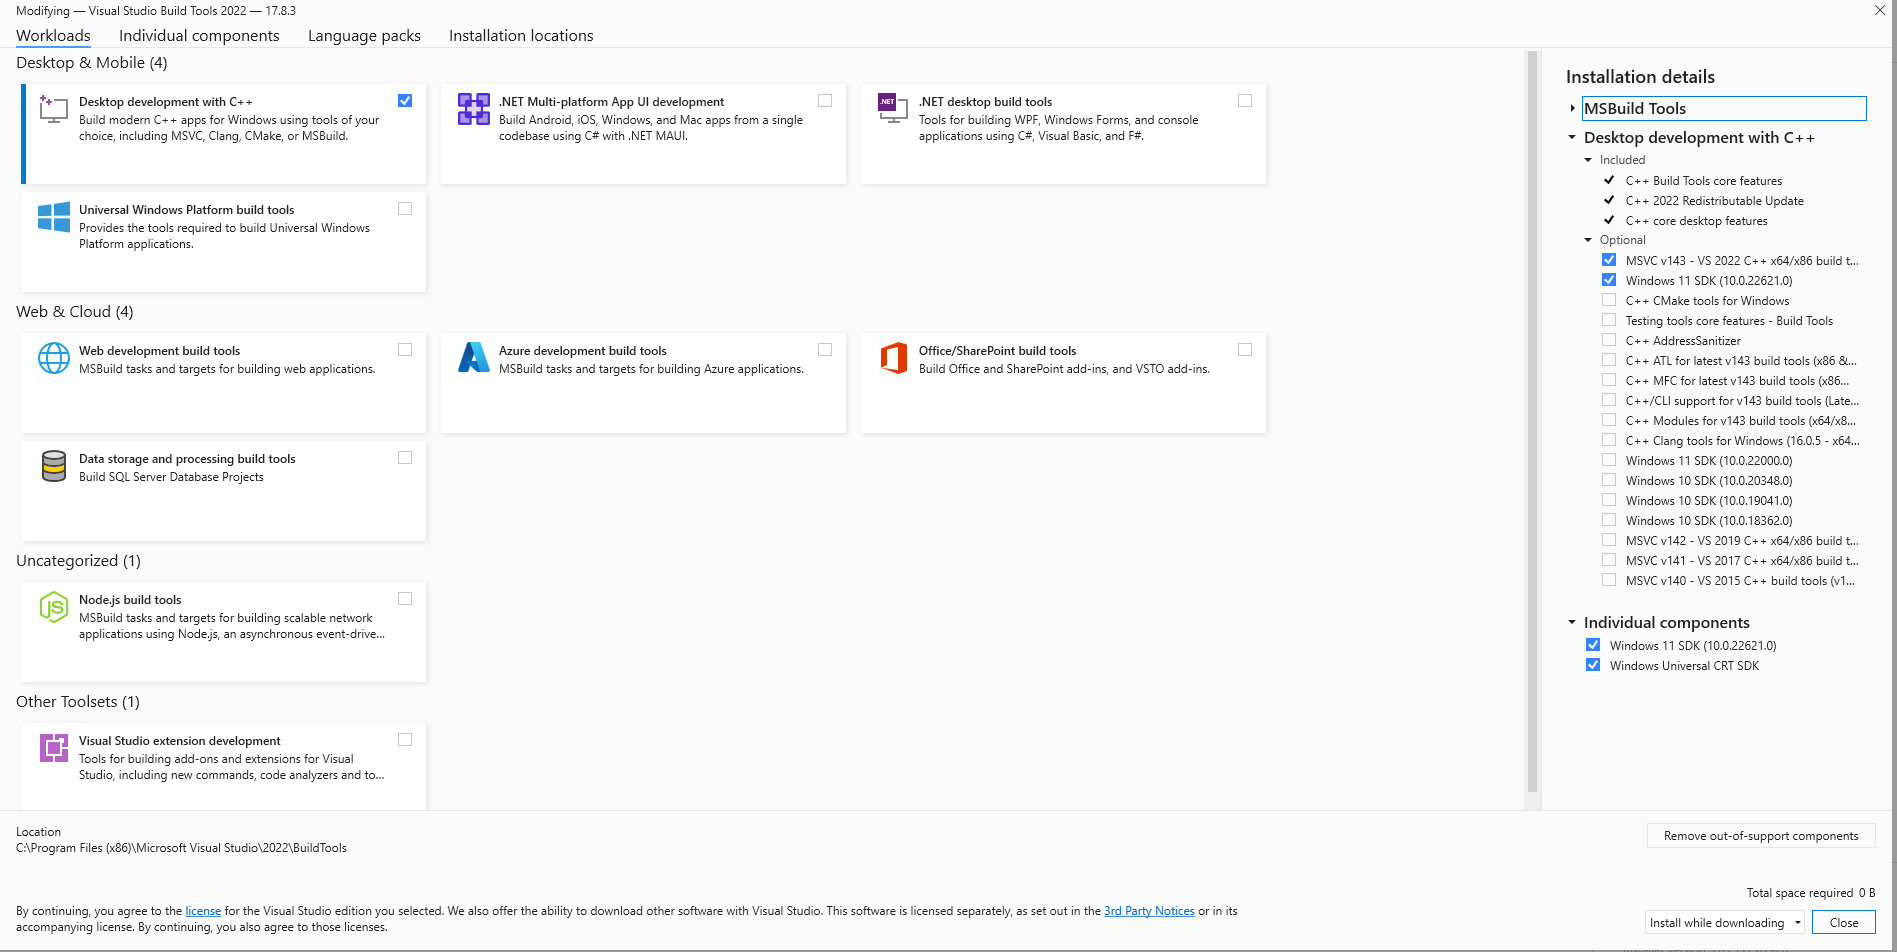 Modifying — Visual Studio Build Tools 2022 — 17.8.3
Workloads
Individual components
Language packs
Installation locations
Desktop & Mobile (4)
Desktop development with C++
Build modern C++ apps for Windows using tools of your
choice, including MSVC, Clang, CMake, or MSBuild.
.NET Multi-platform App UI development
Build Android, iOS, Windows, and Mac apps from a single
codebase using C# with .NET MAUI.
.NET
.NET desktop build tools
Tools for building WPF, Windows Forms, and console
applications using C#, Visual Basic, and F#.
Universal Windows Platform build tools
Provides the tools required to build Universal Windows
Platform applications.
Web & Cloud (4)
Web development build tools
MSBuild tasks and targets for building web applications.
Azure development build tools
MSBuild tasks and targets for building Azure applications.
Office/SharePoint build tools
Build Office and SharePoint add-ins, and VSTO add-ins.
Data storage and processing build tools
Build SQL Server Database Projects
Uncategorized (1)
JS
Node.js build tools
MSBuild tasks and targets for building scalable network
applications using Node.js, an asynchronous event-drive...
Other Toolsets (1)
Visual Studio extension development
Tools for building add-ons and extensions for Visual
Studio, including new commands, code analyzers and to...
Installation details
MSBuild Tools
Desktop development with C++
Included
C++ Build Tools core features
C++ 2022 Redistributable Update
C++ core desktop features
Optional
MSVC v143 - VS 2022 C++ x64/x86 build t...
Windows 11 SDK (10.0.22621.0)
C++ CMake tools for Windows
Testing tools core features - Build Tools
C++ AddressSanitizer
C++ ATL for latest v143 build tools (x86 &...
C++ MFC for latest v143 build tools (x86...
C++/CLI support for v143 build tools (Late...
C++ Modules for v143 build tools (x64/x8...
C++ Clang tools for Windows (16.0.5 - x64...
Windows 11 SDK (10.0.22000.0)
Windows 10 SDK (10.0.20348.0)
Windows 10 SDK (10.0.19041.0)
Windows 10 SDK (10.0.18362.0)
MSVC v142 - VS 2019 C++ x64/x86 build t...
MSVC v141 - VS 2017 C++ x64/x86 build t...
MSVC v140 - VS 2015 C++ build tools (v1...
Individual components
Windows 11 SDK (10.0.22621.0)
Windows Universal CRT SDK
Location
C:\Program Files (x86)\Microsoft Visual Studio\2022\BuildTools
Remove out-of-support components
Total space required 0 B
By continuing, you agree to the license for the Visual Studio edition you selected. We also offer the ability to download other software with Visual Studio. This software is licensed separately, as set out in the 3rd Party Notices or in its
accompanying license. By continuing, you also agree to those licenses.
Install while downloading
Close